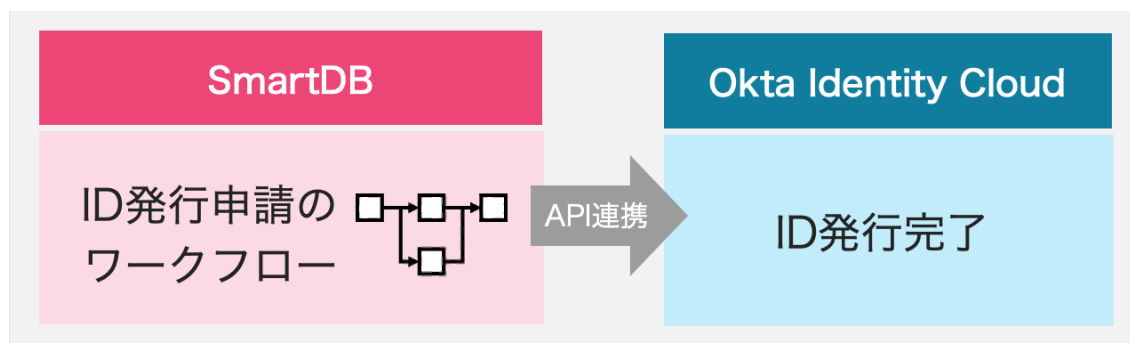 SmartDB
Okta Identity Cloud
ID発行申請の
ワークフロー
API連携
ID発行完了